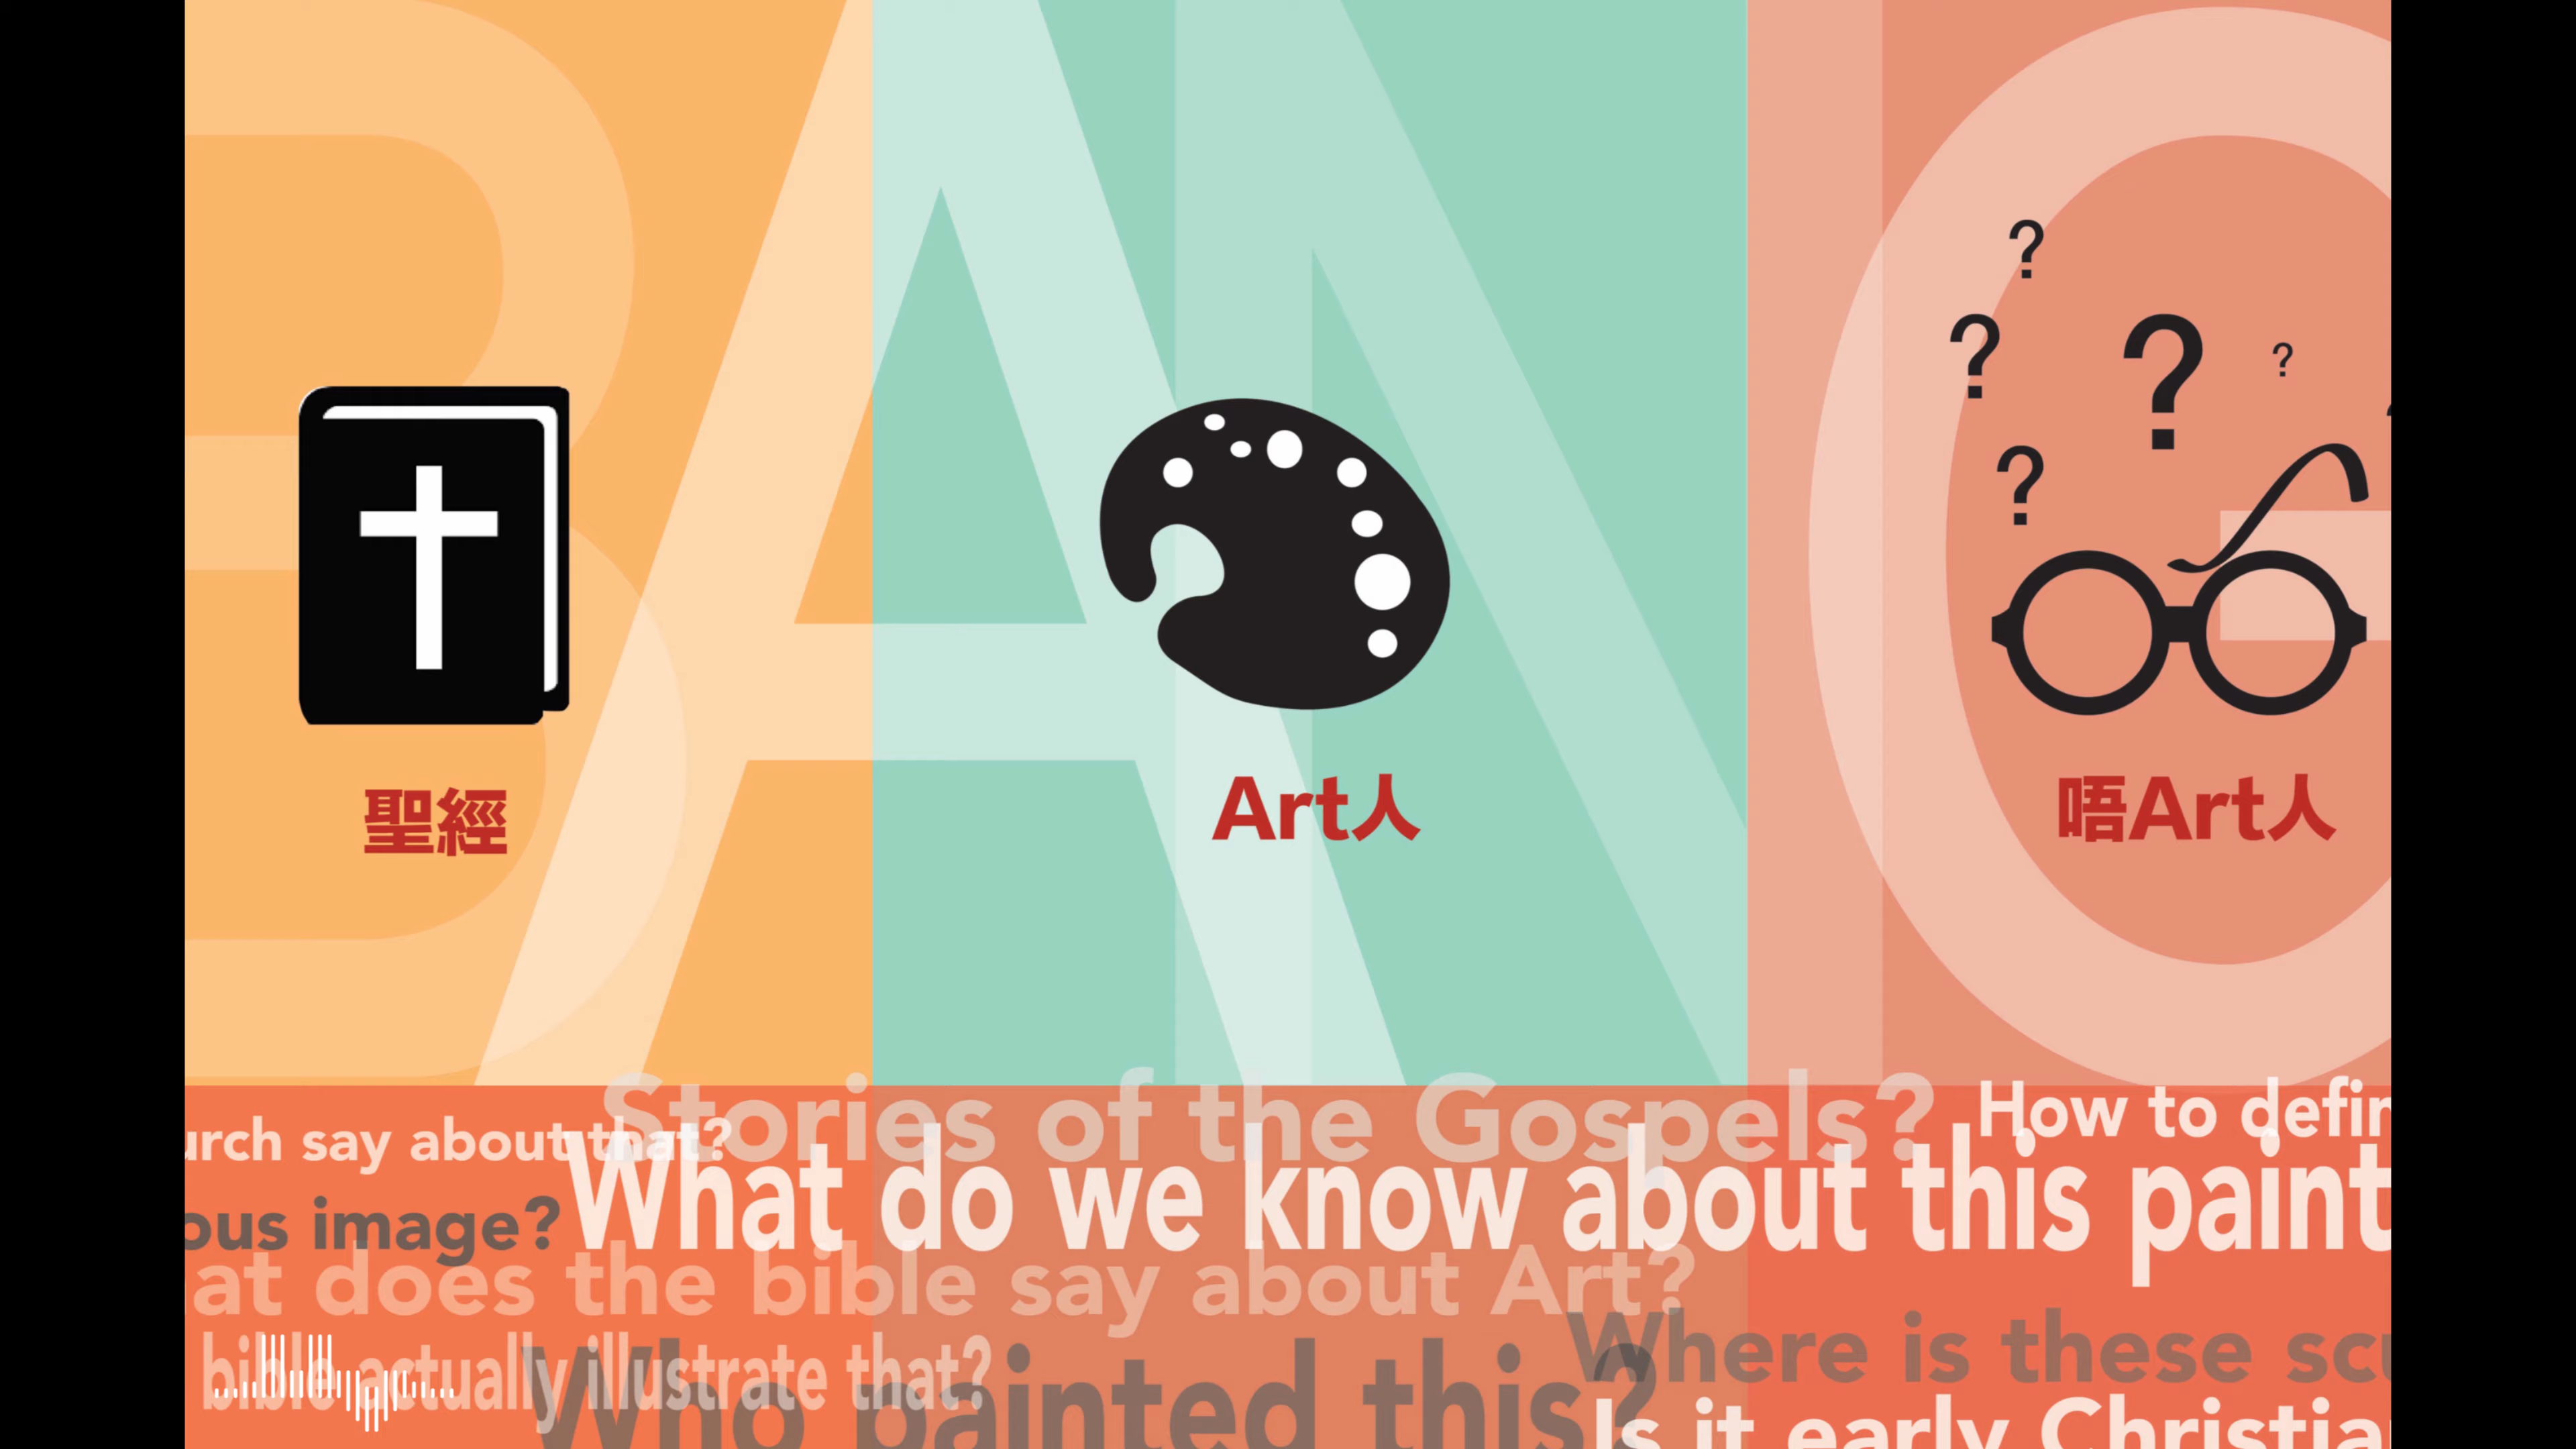 BANG
? ? ? ? ?
聖經
Art人
唔Art人
Stories of the Gospels?
How to defin
urch say about that?
What do we know about this paint
ous image?
at does the bible say about Art?
Where is these scu
bible actually illustrate that?
Who painted this?
Is it early Christia